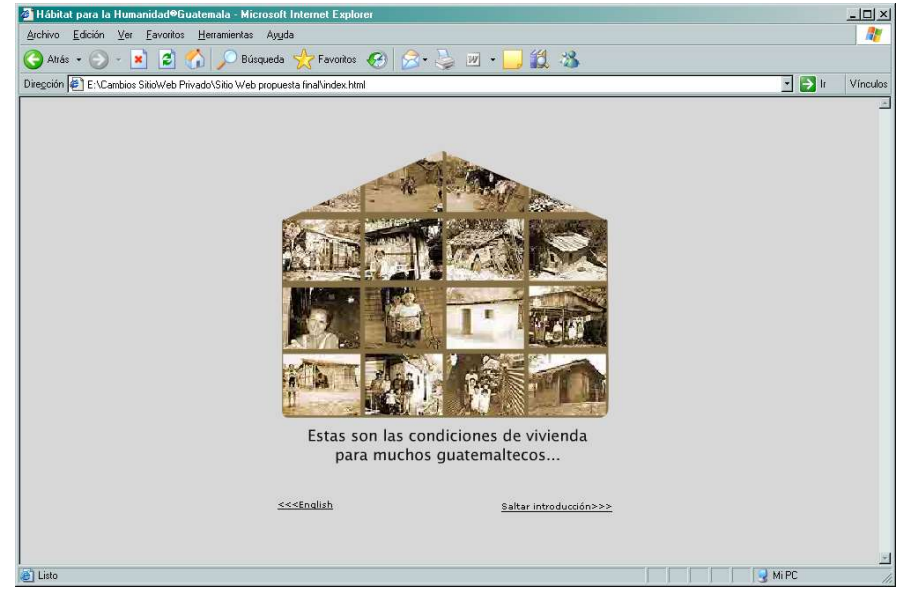 Hábitat para la Humanidad®Guatemala - Microsoft Internet Explorer
Archivo Edición Ver Favoritos Herramientas Ayuda
Atrás Búsqueda Favoritos
Dirección E:\Cambios SitioWeb Privado\Sitio Web propuesta final\index.html Ir Vínculos
Estas son las condiciones de vivienda
para muchos guatemaltecos...
<<<English Saltar introducción>>>
Listo Mi PC